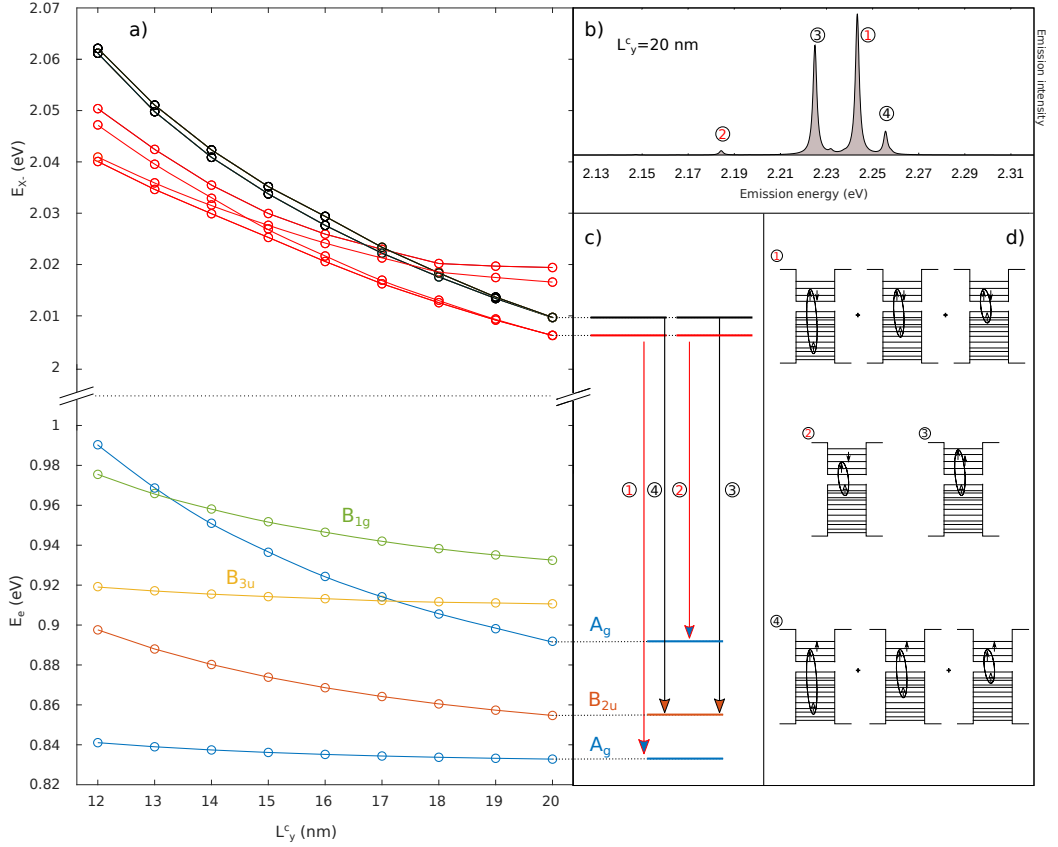 a)
2.07
2.06
2.05
2.04
2.03
2.02
2.01
2
E_X- (eV)
1
0.98
0.96
0.94
0.92
0.9
0.88
0.86
0.84
0.82
E_e (eV)
B_1g
B_3u
12 13 14 15 16 17 18 19 20
L^c_y (nm)
b)
L^c_y=20 nm
② ③ ① ④
Emission intensity
2.13 2.15 2.17 2.19 2.21 2.23 2.25 2.27 2.29 2.31
Emission energy (eV)
c)
① ④ ② ③
A_g
B_2u
A_g
d)
①
+ +
② ③
④
+ +